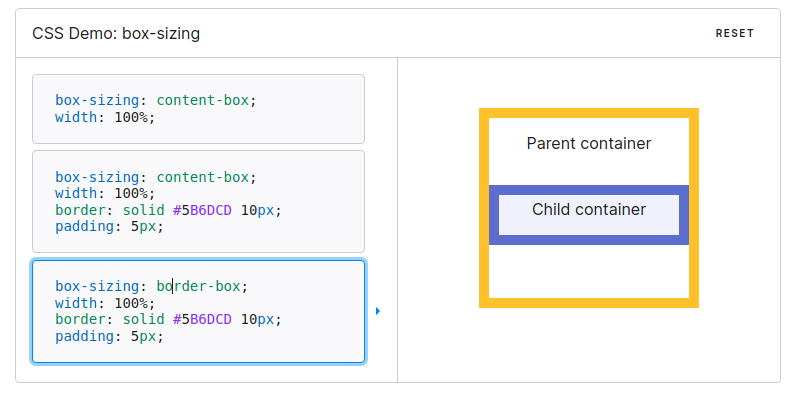 CSS Demo: box-sizing
RESET
box-sizing: content-box;
width: 100%;
box-sizing: content-box;
width: 100%;
border: solid #5B6DCD 10px;
padding: 5px;
box-sizing: border-box;
width: 100%;
border: solid #5B6DCD 10px;
padding: 5px;
Parent container
Child container